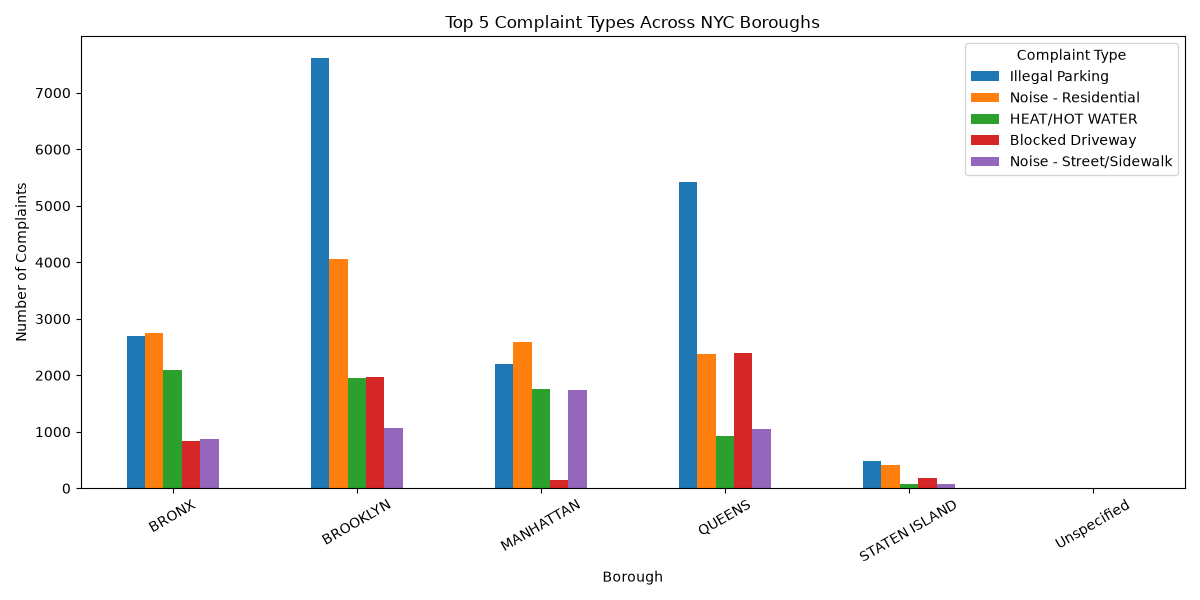 Top 5 Complaint Types Across NYC Boroughs
Complaint Type
Illegal Parking
Noise - Residential
HEAT/HOT WATER
Blocked Driveway
Noise - Street/Sidewalk
Number of Complaints
7000
6000
5000
4000
3000
2000
1000
0
BRONX
BROOKLYN
MANHATTAN
QUEENS
STATEN ISLAND
Unspecified
Borough